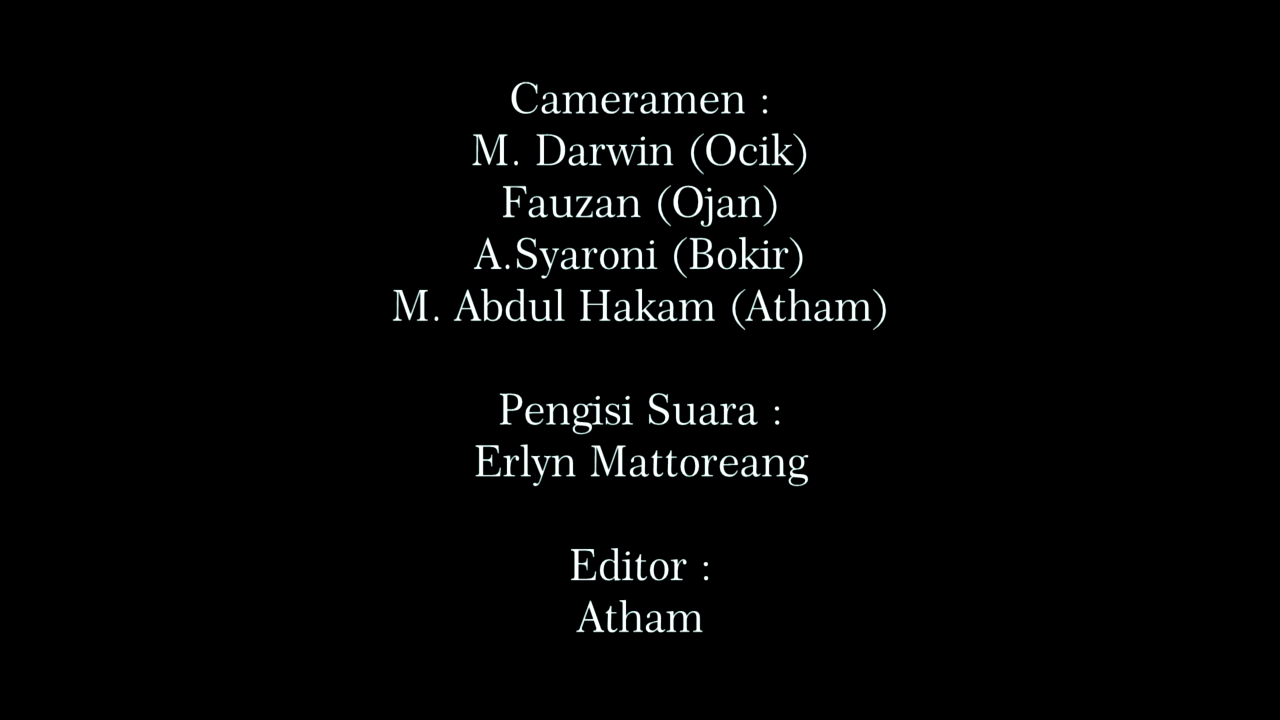 Cameramen :
M. Darwin (Ocik)
Fauzan (Ojan)
A.Syaroni (Bokir)
M. Abdul Hakam (Atham)
Pengisi Suara :
Erlyn Mattoreang
Editor :
Atham